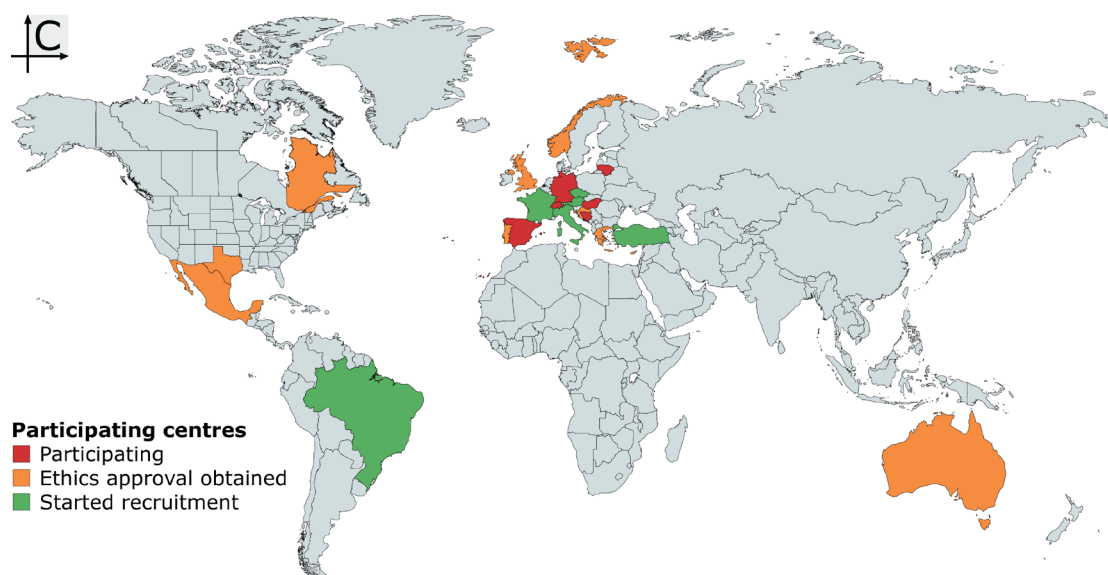 C
Participating centres
Participating
Ethics approval obtained
Started recruitment